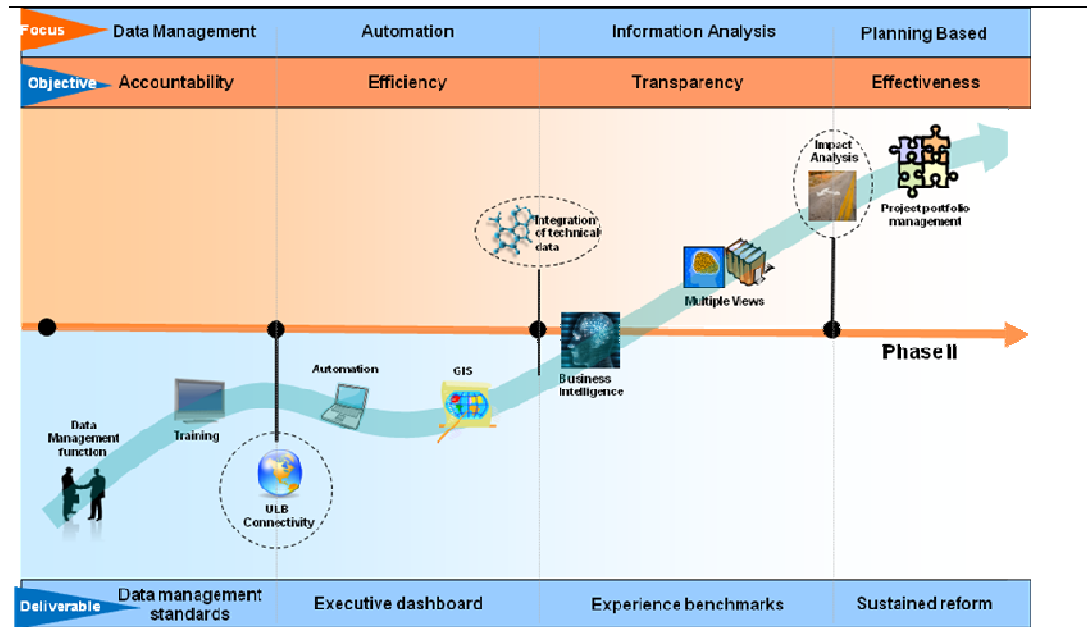 Focus Data Management Automation Information Analysis Planning Based
Objective Accountability Efficiency Transparency Effectiveness
Impact
Analysis
Project portfolio
management
Integration
of technical
data
Multiple Views
Phase II
Business
Intelligence
Automation
GIS
Training
Data
Management
function
ULB
Connectivity
Deliverable Data management
standards Executive dashboard Experience benchmarks Sustained reform